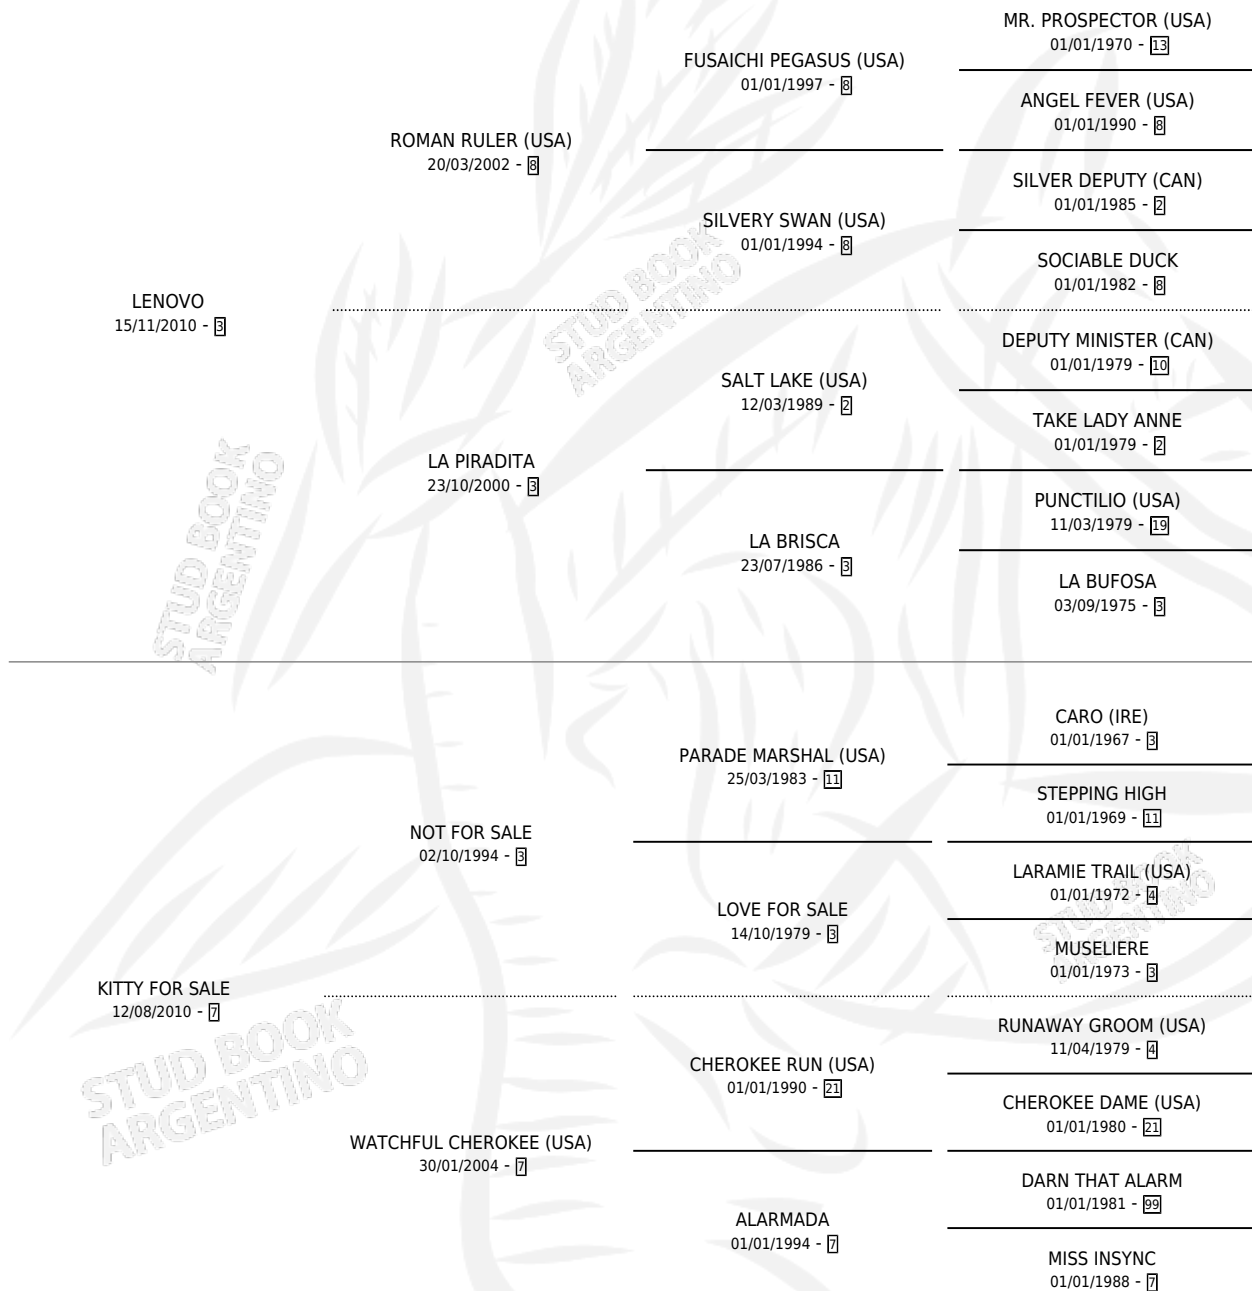 MR. PROSPECTOR (USA)
01/01/1970 - 13
FUSAICHI PEGASUS (USA)
01/01/1997 - 8
ANGEL FEVER (USA)
01/01/1990 - 8
ROMAN RULER (USA)
20/03/2002 - 8
SILVER DEPUTY (CAN)
01/01/1985 - 2
SILVERY SWAN (USA)
01/01/1994 - 8
SOCIABLE DUCK
01/01/1982 - 8
LENOVO
15/11/2010 - 3
DEPUTY MINISTER (CAN)
01/01/1979 - 10
SALT LAKE (USA)
12/03/1989 - 2
TAKE LADY ANNE
01/01/1979 - 2
LA PIRADITA
23/10/2000 - 3
PUNCTILIO (USA)
11/03/1979 - 19
LA BRISCA
23/07/1986 - 3
LA BUFOSA
03/09/1975 - 3
CARO (IRE)
01/01/1967 - 3
PARADE MARSHAL (USA)
25/03/1983 - 11
STEPPING HIGH
01/01/1969 - 11
NOT FOR SALE
02/10/1994 - 3
LARAMIE TRAIL (USA)
01/01/1972 - 4
LOVE FOR SALE
14/10/1979 - 3
MUSELIERE
01/01/1973 - 3
KITTY FOR SALE
12/08/2010 - 7
RUNAWAY GROOM (USA)
11/04/1979 - 4
CHEROKEE RUN (USA)
01/01/1990 - 21
CHEROKEE DAME (USA)
01/01/1980 - 21
WATCHFUL CHEROKEE (USA)
30/01/2004 - 7
DARN THAT ALARM
01/01/1981 - 99
ALARMADA
01/01/1994 - 7
MISS INSYNC
01/01/1988 - 7
STUD BOOK
ARGENTINO
STUD BOOK
ARGENTINO
STUD BOOK
ARGENTINO
STUD BOOK
ARGENTINO